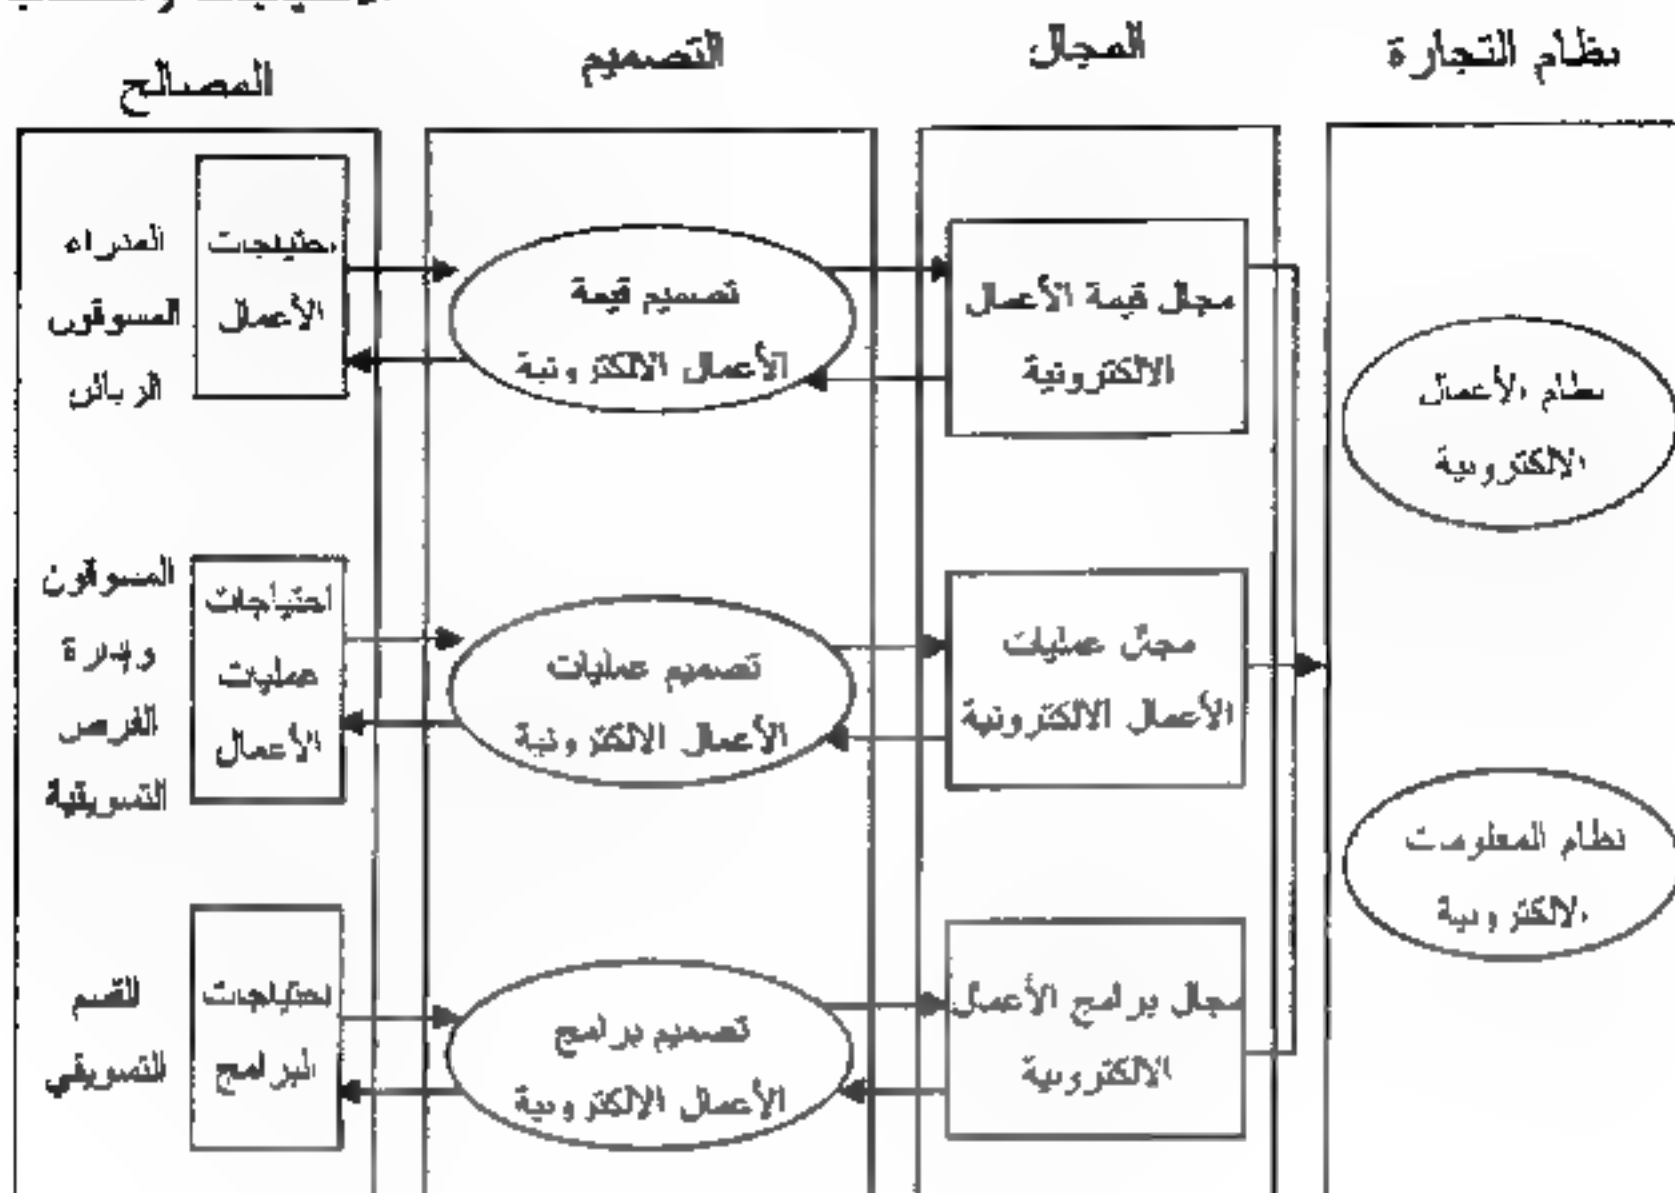 نظام التجارة
المجال
التصميم
المصالح
المدراء
المسوقون
الزبائن
احتياجات
الأعمال
تصميم قيمة
الأعمال الالكترونية
مجال قيمة الأعمال
الالكترونية
نظام الأعمال
الالكترونية
المسوقون
وإدارة
الفرص
التسويقية
احتياجات
عمليات
الأعمال
تصميم عمليات
الأعمال الالكترونية
مجال عمليات
الأعمال الالكترونية
نظام المعلومات
الالكترونية
القسم
التسويقي
احتياجات
البرامج
تصميم برامج
الأعمال الالكترونية
مجال برامج الأعمال
الالكترونية